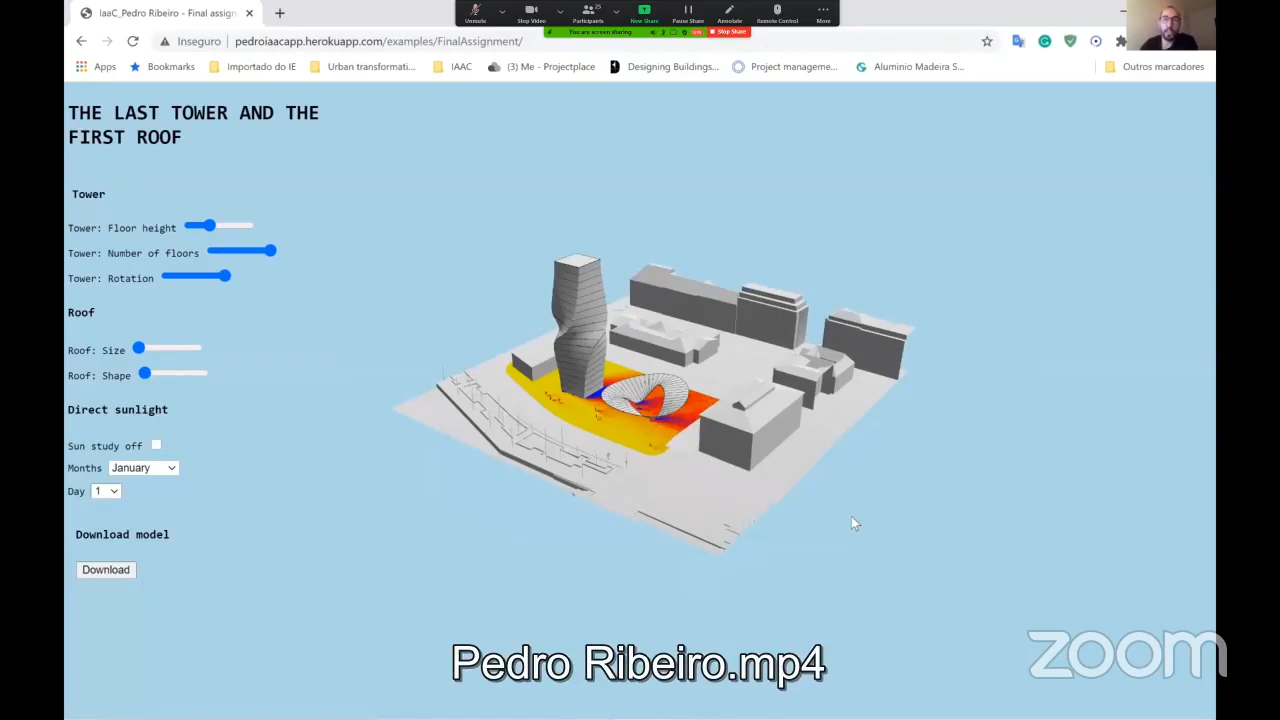 IaaC_Pedro Ribeiro - Final assign
Unmute
Stop Video
Participants
25
New Share
Pause Share
Annotate
Remote Control
More
You are screen sharing
Stop Share
Inseguro
pedroiaacapp.herokuapp.com/examples/FinalAssignment/
Apps
Bookmarks
Importado do IE
Urban transformati...
IAAC
(3) Me - Projectplace
Designing Buildings...
Project manageme...
Aluminio Madeira S...
Outros marcadores
THE LAST TOWER AND THE
FIRST ROOF
Tower
Tower: Floor height
Tower: Number of floors
Tower: Rotation
Roof
Roof: Size
Roof: Shape
Direct sunlight
Sun study off
Months January
Day 1
Download model
Download
Pedro Ribeiro.mp4
zoom